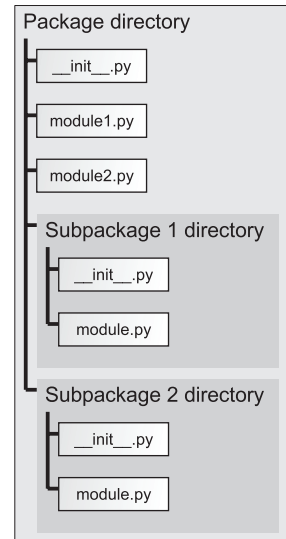 Package directory
__init__.py
module1.py
module2.py
Subpackage 1 directory
__init__.py
module.py
Subpackage 2 directory
__init__.py
module.py